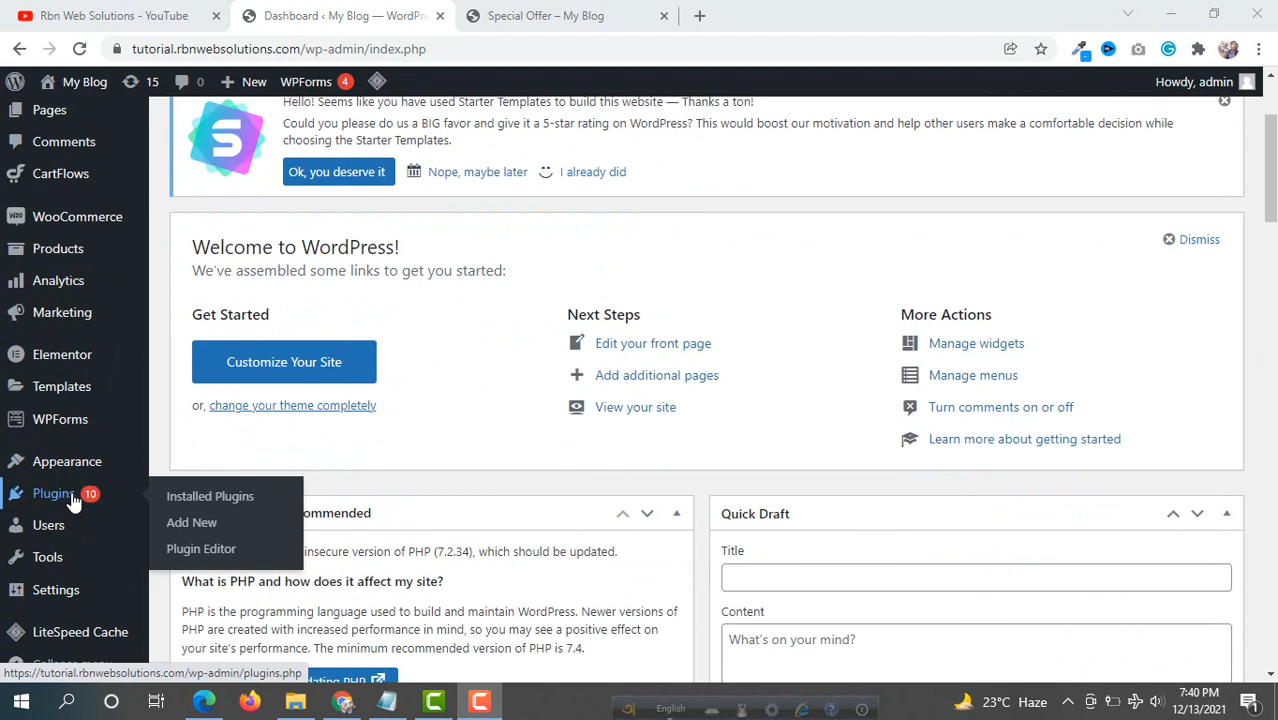 Rbn Web Solutions - YouTube
Dashboard ‹ My Blog — WordPre
Special Offer – My Blog
tutorial.rbnwebsolutions.com/wp-admin/index.php
My Blog
15
0
New
WPForms
4
Howdy, admin
Pages
Comments
CartFlows
WooCommerce
Products
Analytics
Marketing
Elementor
Templates
WPForms
Appearance
Plugins
10
Users
Tools
Settings
LiteSpeed Cache
Collapse menu
Installed Plugins
Add New
Plugin Editor
Hello! Seems like you have used Starter Templates to build this website — Thanks a ton!
Could you please do us a BIG favor and give it a 5-star rating on WordPress? This would boost our motivation and help other users make a comfortable decision while
choosing the Starter Templates.
Ok, you deserve it
Nope, maybe later
I already did
Welcome to WordPress!
We've assembled some links to get you started:
Dismiss
Get Started
Customize Your Site
or, change your theme completely
Next Steps
Edit your front page
Add additional pages
View your site
More Actions
Manage widgets
Manage menus
Turn comments on or off
Learn more about getting started
insecure version of PHP (7.2.34), which should be updated.
What is PHP and how does it affect my site?
PHP is the programming language used to build and maintain WordPress. Newer versions of
PHP are created with increased performance in mind, so you may see a positive effect on
your site's performance. The minimum recommended version of PHP is 7.4.
Quick Draft
Title
Content
What's on your mind?
https://tutorial.rbnwebsolutions.com/wp-admin/plugins.php
English
23°C Haze
7:40 PM
12/13/2021
1